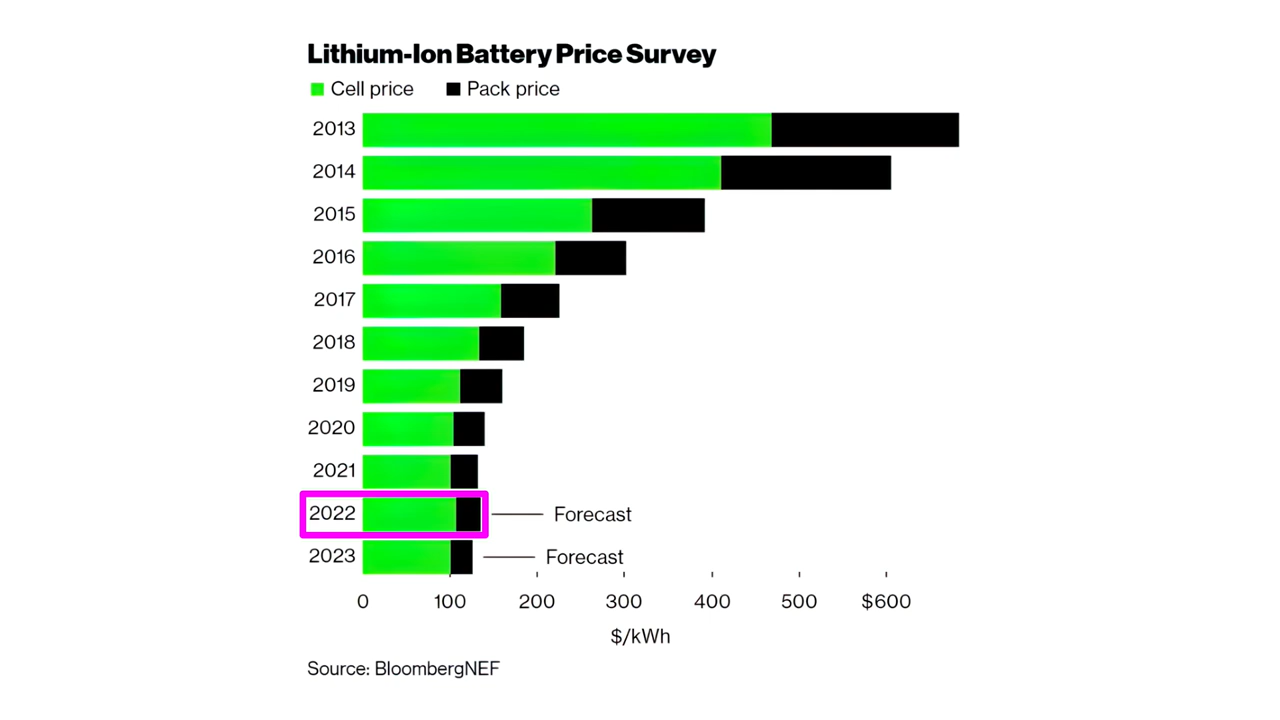 Lithium-Ion Battery Price Survey
Cell price Pack price
2013
2014
2015
2016
2017
2018
2019
2020
2021
2022 Forecast
2023 Forecast
0 100 200 300 400 500 $600
$/kWh
Source: BloombergNEF